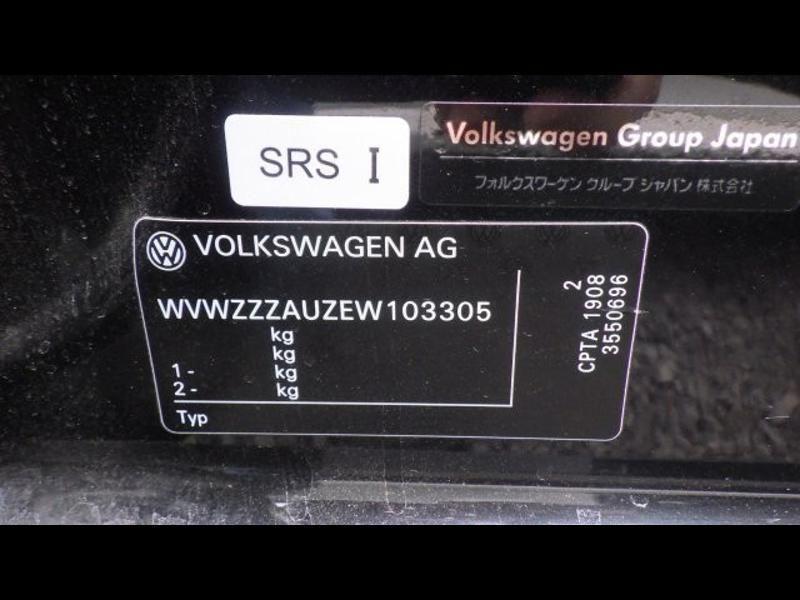 SRS I
Volkswagen Group Japan
フォルクスワーゲン グループ ジャパン 株式会社
VOLKSWAGEN AG
WVWZZZAUZEW103305
kg
kg
1 - kg
2 - kg
Typ
2
CPTA 1908
3550696